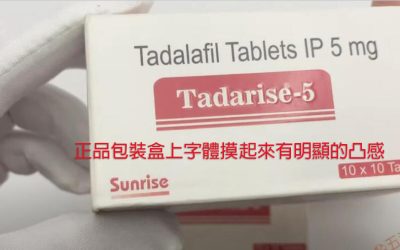 Tadalafil Tablets IP 5 mg
Tadarise-5
正品包裝盒上字體摸起來有明顯的凸感
Sunrise
10 x 10 Ta